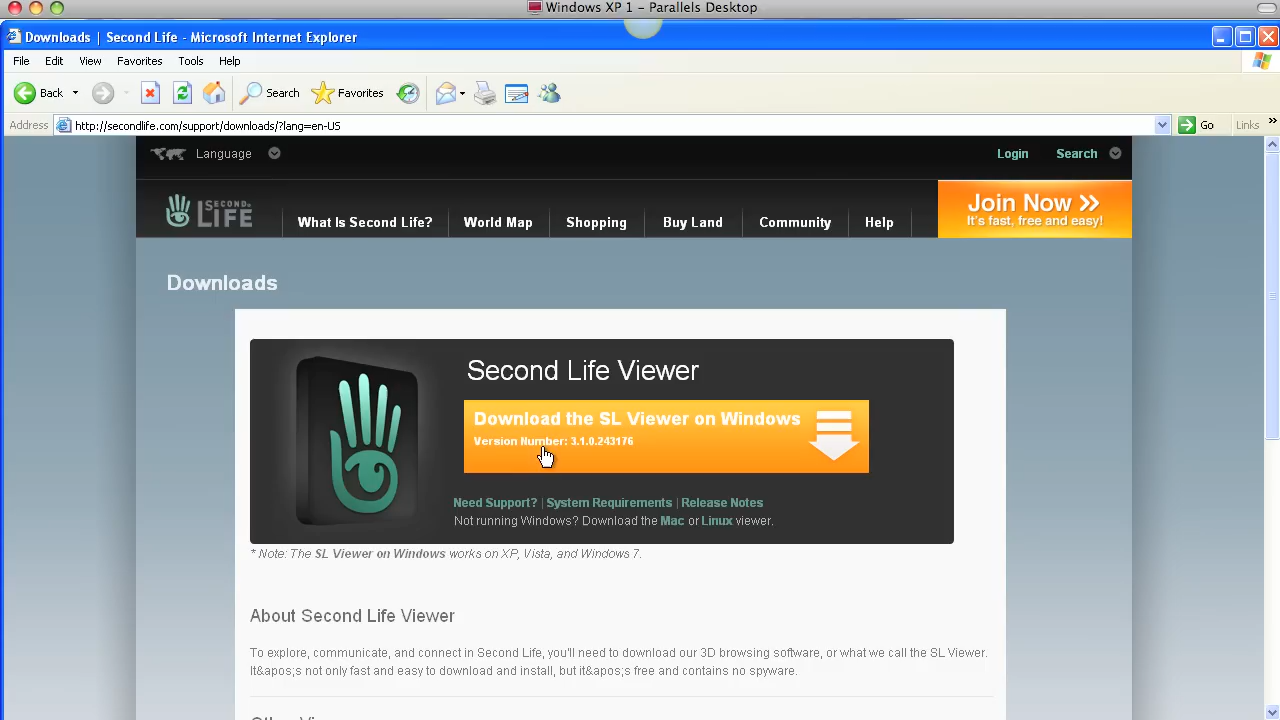 Windows XP 1 - Parallels Desktop
Downloads | Second Life - Microsoft Internet Explorer
File Edit View Favorites Tools Help
Back Search Favorites
Address http://secondlife.com/support/downloads/?lang=en-US Go Links »
Language Login Search
SECOND LIFE
What Is Second Life? World Map Shopping Buy Land Community Help
Join Now >>
It's fast, free and easy!
Downloads
Second Life Viewer
Download the SL Viewer on Windows
Version Number: 3.1.0.243176
Need Support? | System Requirements | Release Notes
Not running Windows? Download the Mac or Linux viewer.
* Note: The SL Viewer on Windows works on XP, Vista, and Windows 7.
About Second Life Viewer
To explore, communicate, and connect in Second Life, you'll need to download our 3D browsing software, or what we call the SL Viewer.
It&apos;s not only fast and easy to download and install, but it&apos;s free and contains no spyware.